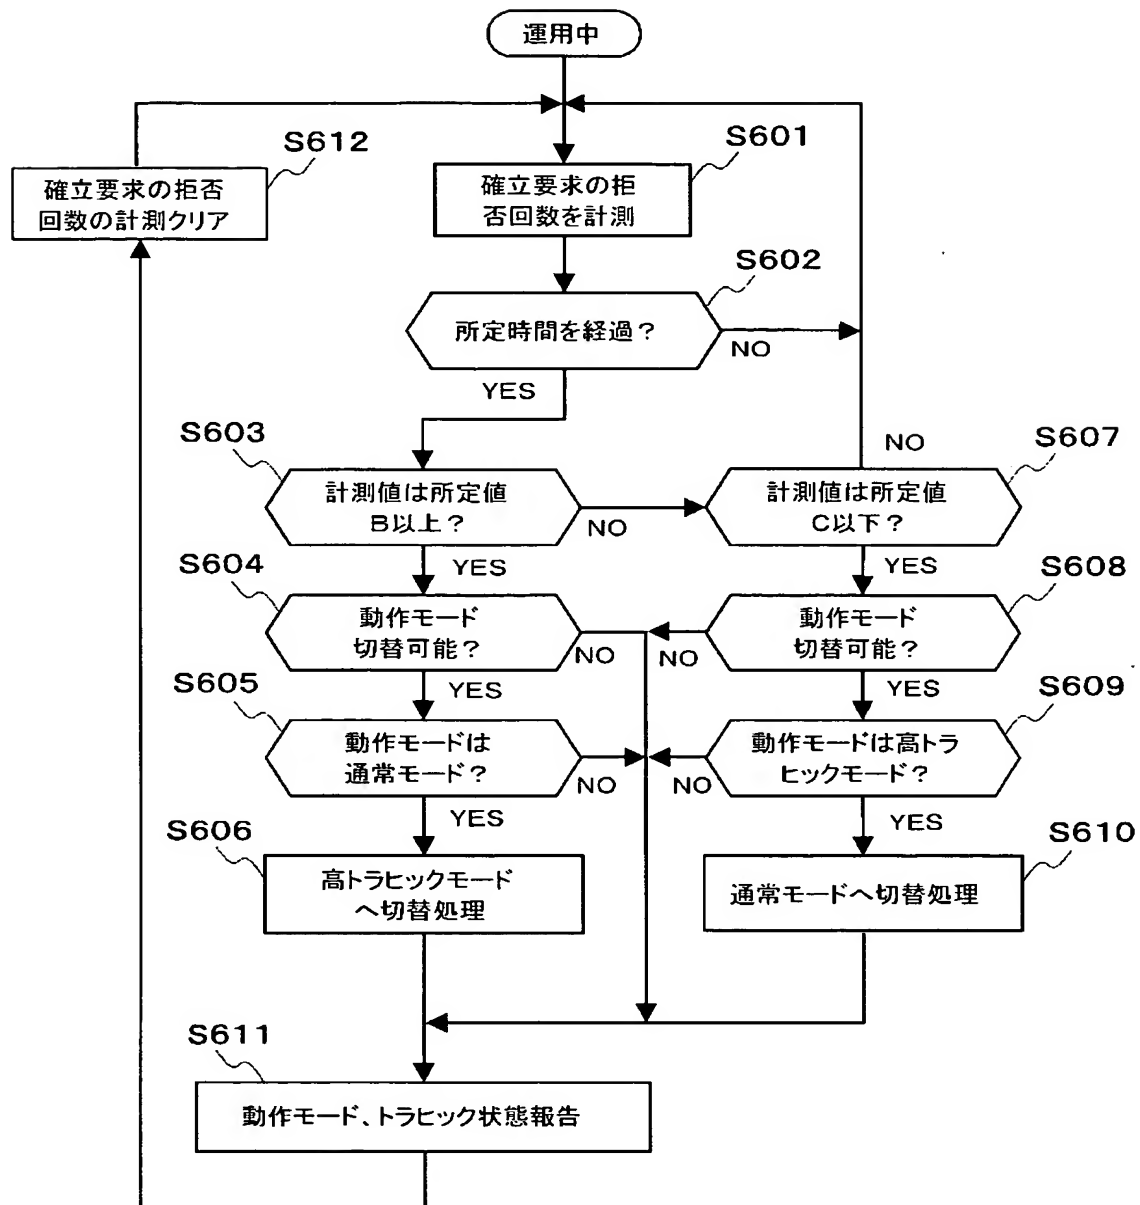 運用中
S612
確立要求の拒否
回数の計測クリア
S601
確立要求の拒
否回数を計測
S602
所定時間を経過？
NO
YES
S603
計測値は所定値
B以上？
NO
YES
S607
NO
計測値は所定値
C以下？
YES
S604
動作モード
切替可能？
NO
YES
S608
動作モード
切替可能？
NO
YES
S605
動作モードは
通常モード？
NO
YES
S609
動作モードは高トラ
ヒックモード？
NO
YES
S606
高トラヒックモード
へ切替処理
S610
通常モードへ切替処理
S611
動作モード、トラヒック状態報告